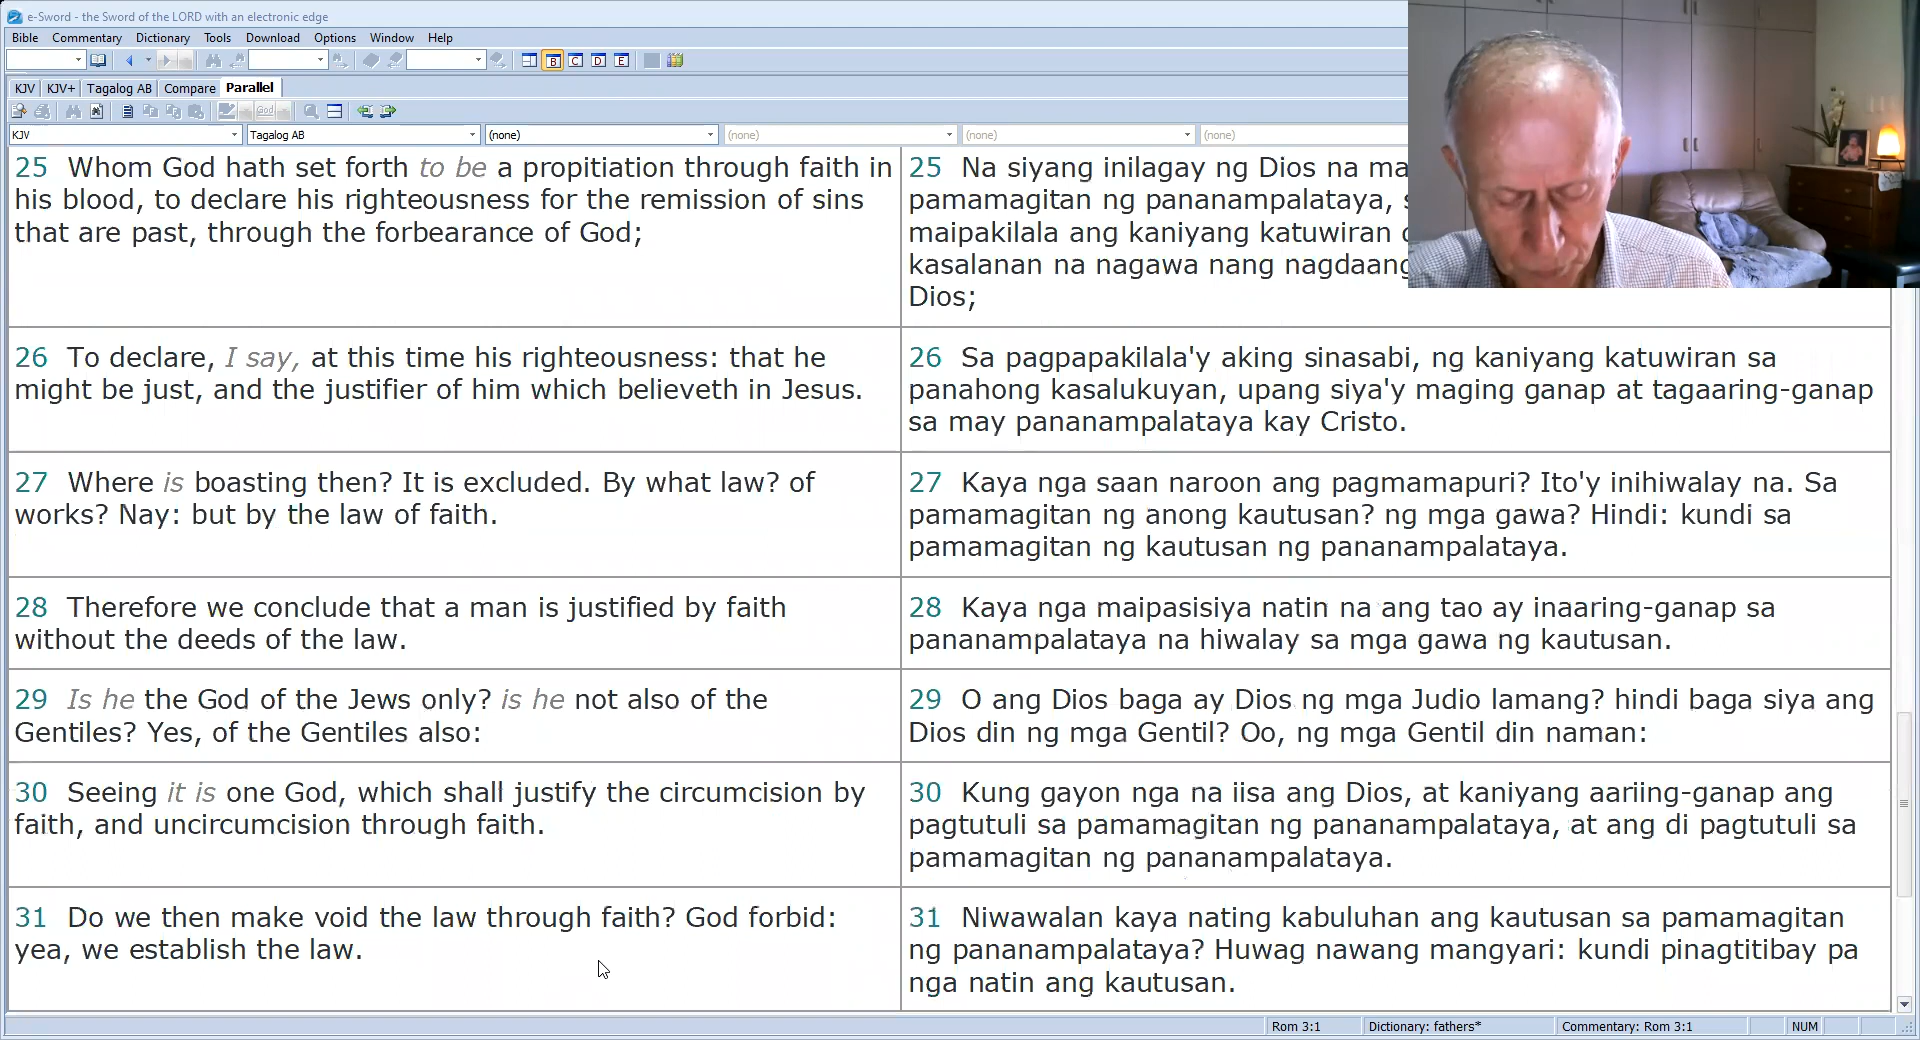 e-Sword - the Sword of the LORD with an electronic edge
Bible Commentary Dictionary Tools Download Options Window Help
B C D E
KJV KJV+ Tagalog AB Compare Parallel
God
KJV Tagalog AB (none) (none) (none) (none)
25 Whom God hath set forth to be a propitiation through faith in
his blood, to declare his righteousness for the remission of sins
that are past, through the forbearance of God;
25 Na siyang inilagay ng Dios na
pamamagitan ng pananampalataya,
maipakilala ang kaniyang katuwiran
kasalanan na nagawa nang
Dios;
26 To declare, I say, at this time his righteousness: that he
might be just, and the justifier of him which believeth in Jesus.
26 Sa pagpapakilala'y aking sinasabi, ng kaniyang katuwiran sa
panahong kasalukuyan, upang siya'y maging ganap at tagaaring-ganap
sa may pananampalataya kay Cristo.
27 Where is boasting then? It is excluded. By what law? of
works? Nay: but by the law of faith.
27 Kaya nga saan naroon ang pagmamapuri? Ito'y inihiwalay na. Sa
pamamagitan ng anong kautusan? ng mga gawa? Hindi: kundi sa
pamamagitan ng kautusan ng pananampalataya.
28 Therefore we conclude that a man is justified by faith
without the deeds of the law.
28 Kaya nga maipasisiya natin na ang tao ay inaaring-ganap sa
pananampalataya na hiwalay sa mga gawa ng kautusan.
29 Is he the God of the Jews only? is he not also of the
Gentiles? Yes, of the Gentiles also:
29 O ang Dios baga ay Dios ng mga Judio lamang? hindi baga siya ang
Dios din ng mga Gentil? Oo, ng mga Gentil din naman:
30 Seeing it is one God, which shall justify the circumcision by
faith, and uncircumcision through faith.
30 Kung gayon nga na iisa ang Dios, at kaniyang aariing-ganap ang
pagtutuli sa pamamagitan ng pananampalataya, at ang di pagtutuli sa
pamamagitan ng pananampalataya.
31 Do we then make void the law through faith? God forbid:
yea, we establish the law.
31 Niwawalan kaya nating kabuluhan ang kautusan sa pamamagitan
ng pananampalataya? Huwag nawang mangyari: kundi pinagtitibay pa
nga natin ang kautusan.
Rom 3:1 Dictionary: fathers* Commentary: Rom 3:1 NUM